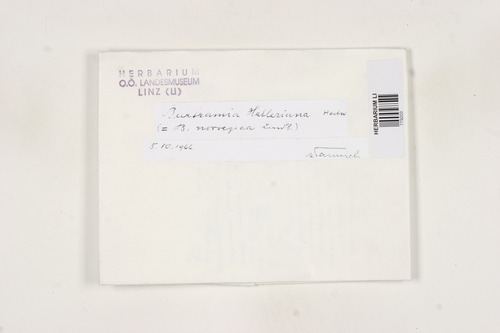 HERBARIUM
O.Ö. LANDESMUSEUM
LINZ (LI)
Bartramia Halleriana Hedw
(= B. norvegica Lindb.)
5.10.1966
HERBARIUM LI